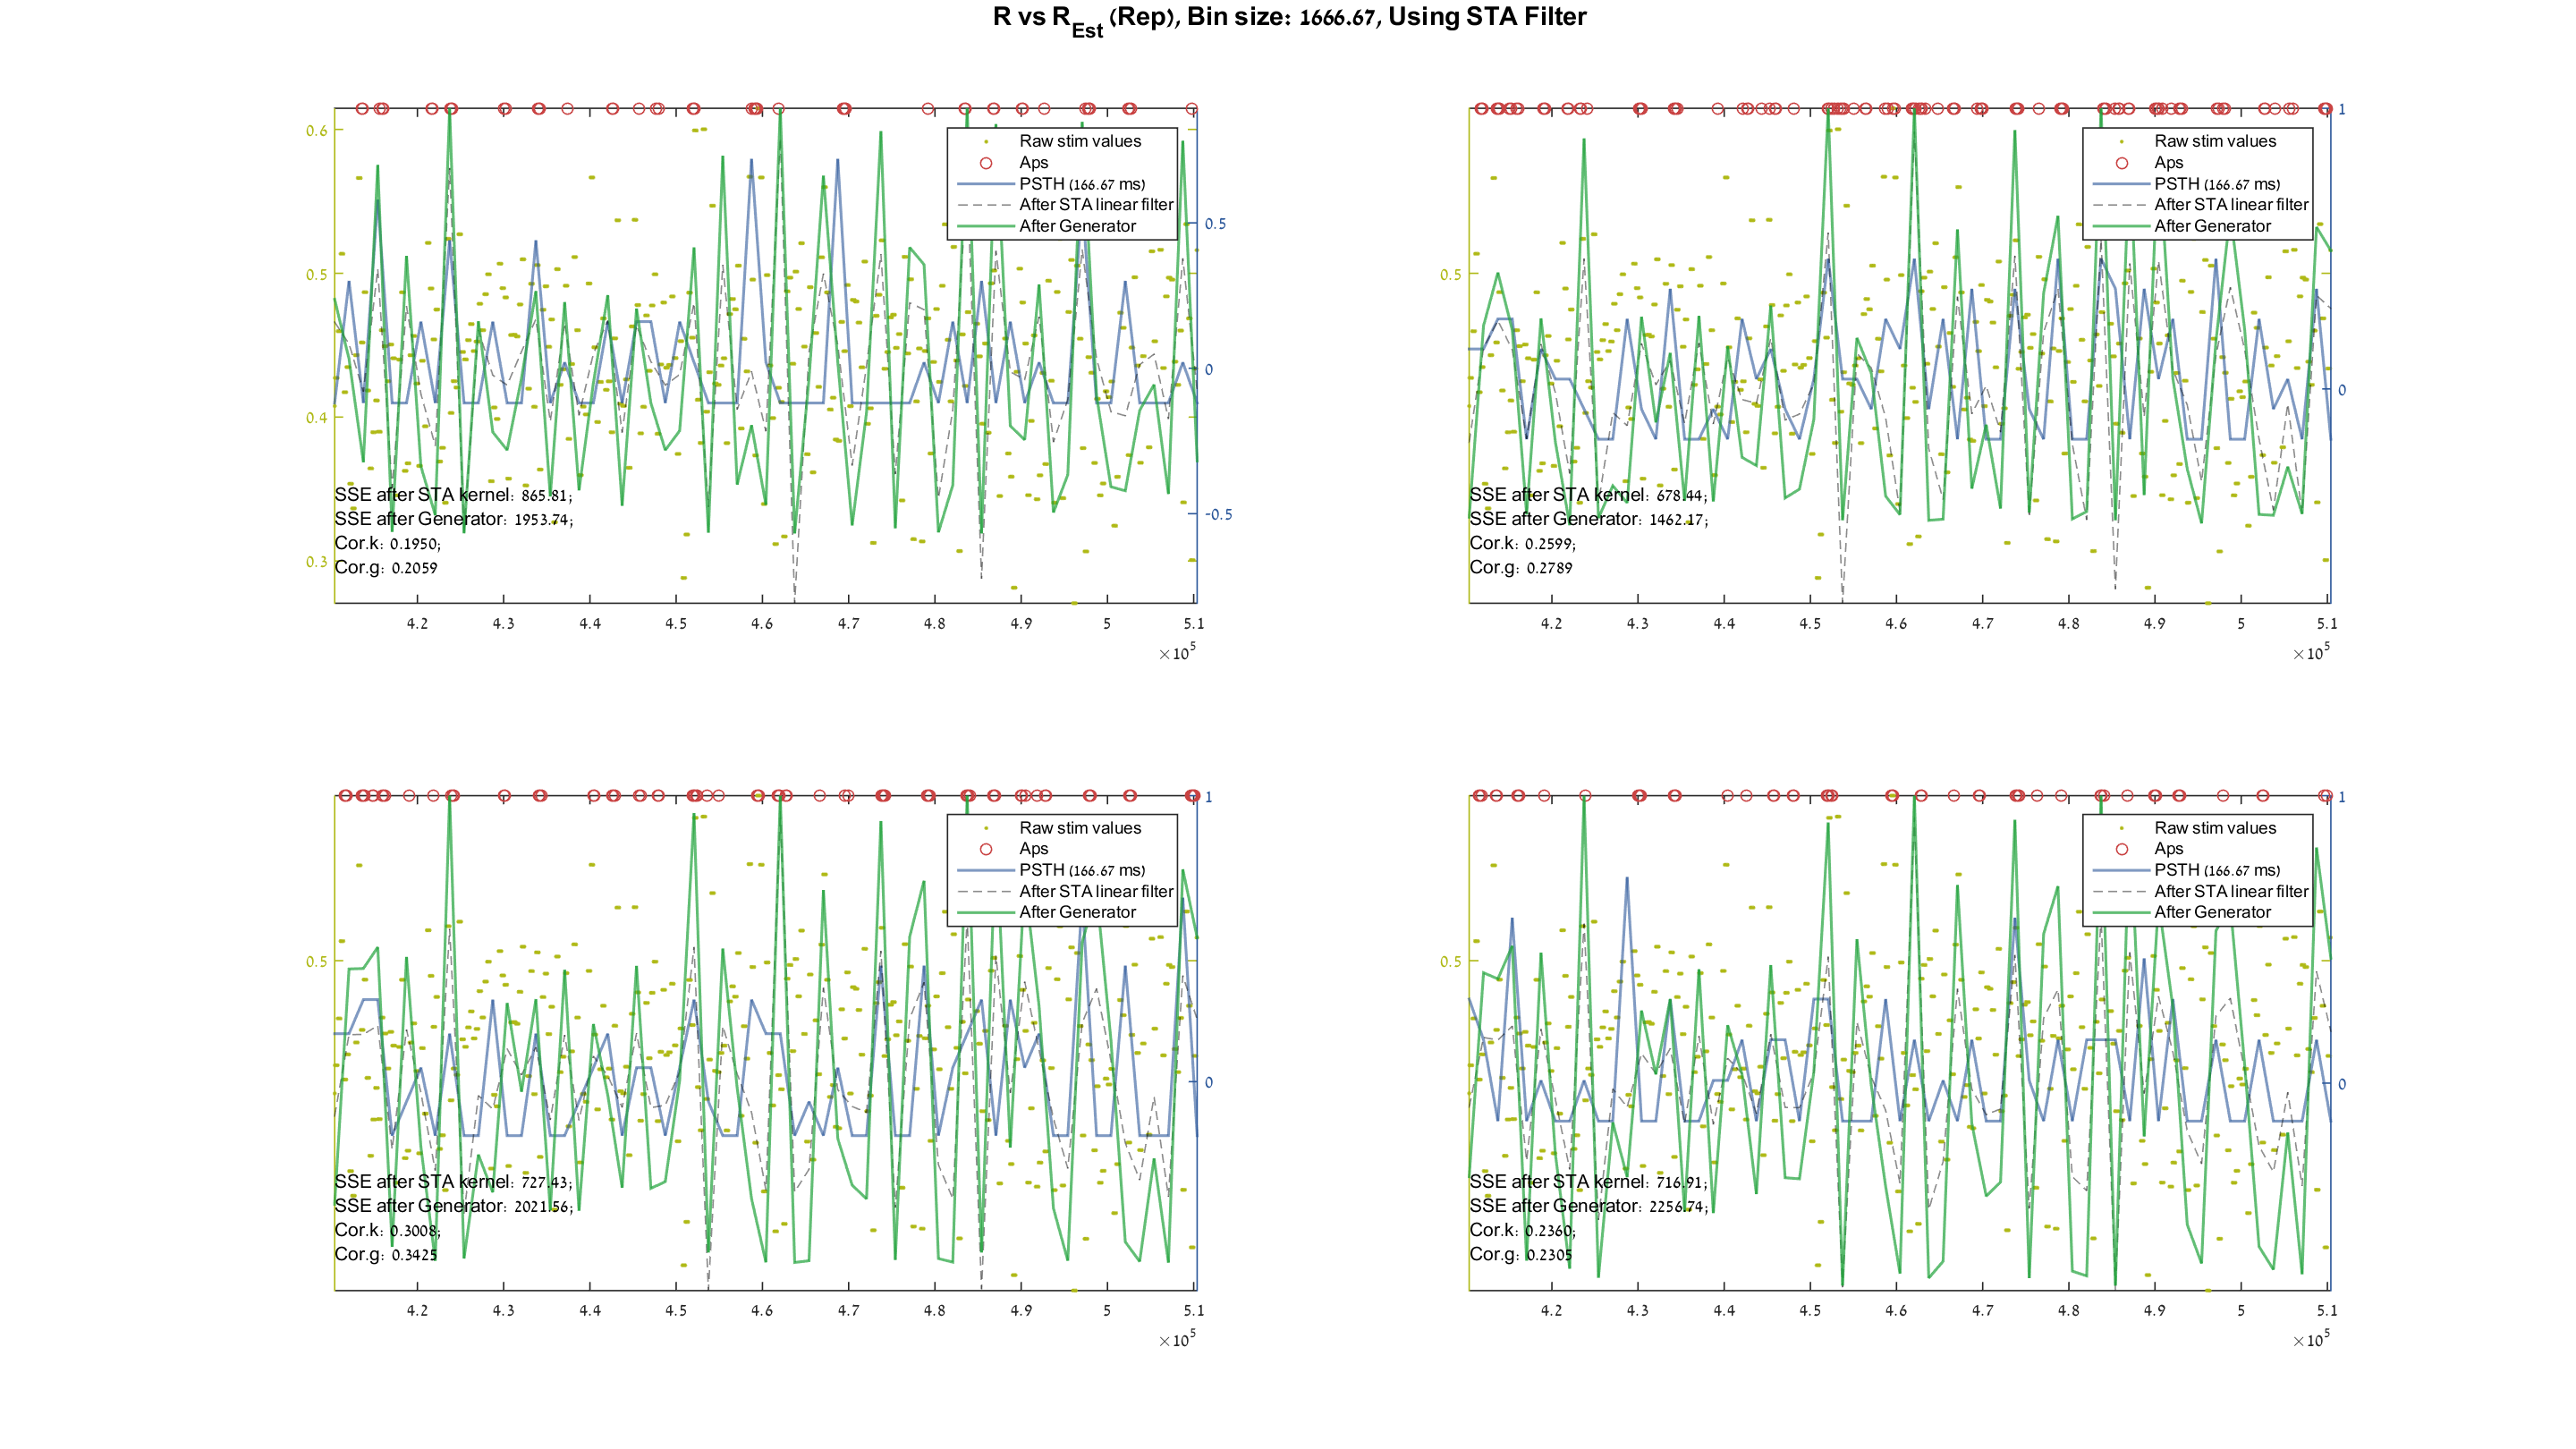 R vs R_Est (Rep), Bin size: 1666.67, Using STA Filter
0.6
0.5
0.4
0.3
0.5
0
-0.5
Raw stim values
Aps
PSTH (166.67 ms)
After STA linear filter
After Generator
SSE after STA kernel: 865.81;
SSE after Generator: 1953.74;
Cor.k: 0.1950;
Cor.g: 0.2059
4.2 4.3 4.4 4.5 4.6 4.7 4.8 4.9 5 5.1
×10^5
0.5
1
0
Raw stim values
Aps
PSTH (166.67 ms)
After STA linear filter
After Generator
SSE after STA kernel: 678.44;
SSE after Generator: 1462.17;
Cor.k: 0.2599;
Cor.g: 0.2789
4.2 4.3 4.4 4.5 4.6 4.7 4.8 4.9 5 5.1
×10^5
0.5
1
0
Raw stim values
Aps
PSTH (166.67 ms)
After STA linear filter
After Generator
SSE after STA kernel: 727.43;
SSE after Generator: 2021.56;
Cor.k: 0.3008;
Cor.g: 0.3425
4.2 4.3 4.4 4.5 4.6 4.7 4.8 4.9 5 5.1
×10^5
0.5
1
0
Raw stim values
Aps
PSTH (166.67 ms)
After STA linear filter
After Generator
SSE after STA kernel: 716.91;
SSE after Generator: 2256.74;
Cor.k: 0.2360;
Cor.g: 0.2305
4.2 4.3 4.4 4.5 4.6 4.7 4.8 4.9 5 5.1
×10^5